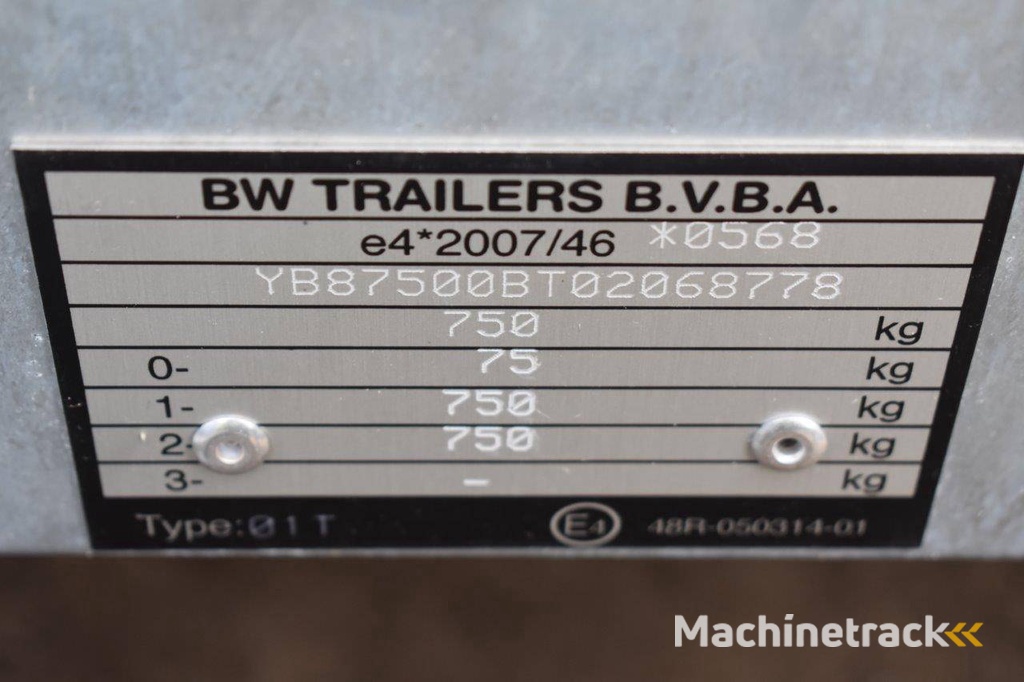 BW TRAILERS B.V.B.A.
e4*2007/46 *0568
YB87500BT02068778
750 kg
0- 75 kg
1- 750 kg
2- 750 kg
3- - kg
Type: 01T E4 48R-050314-01
Machinetrack